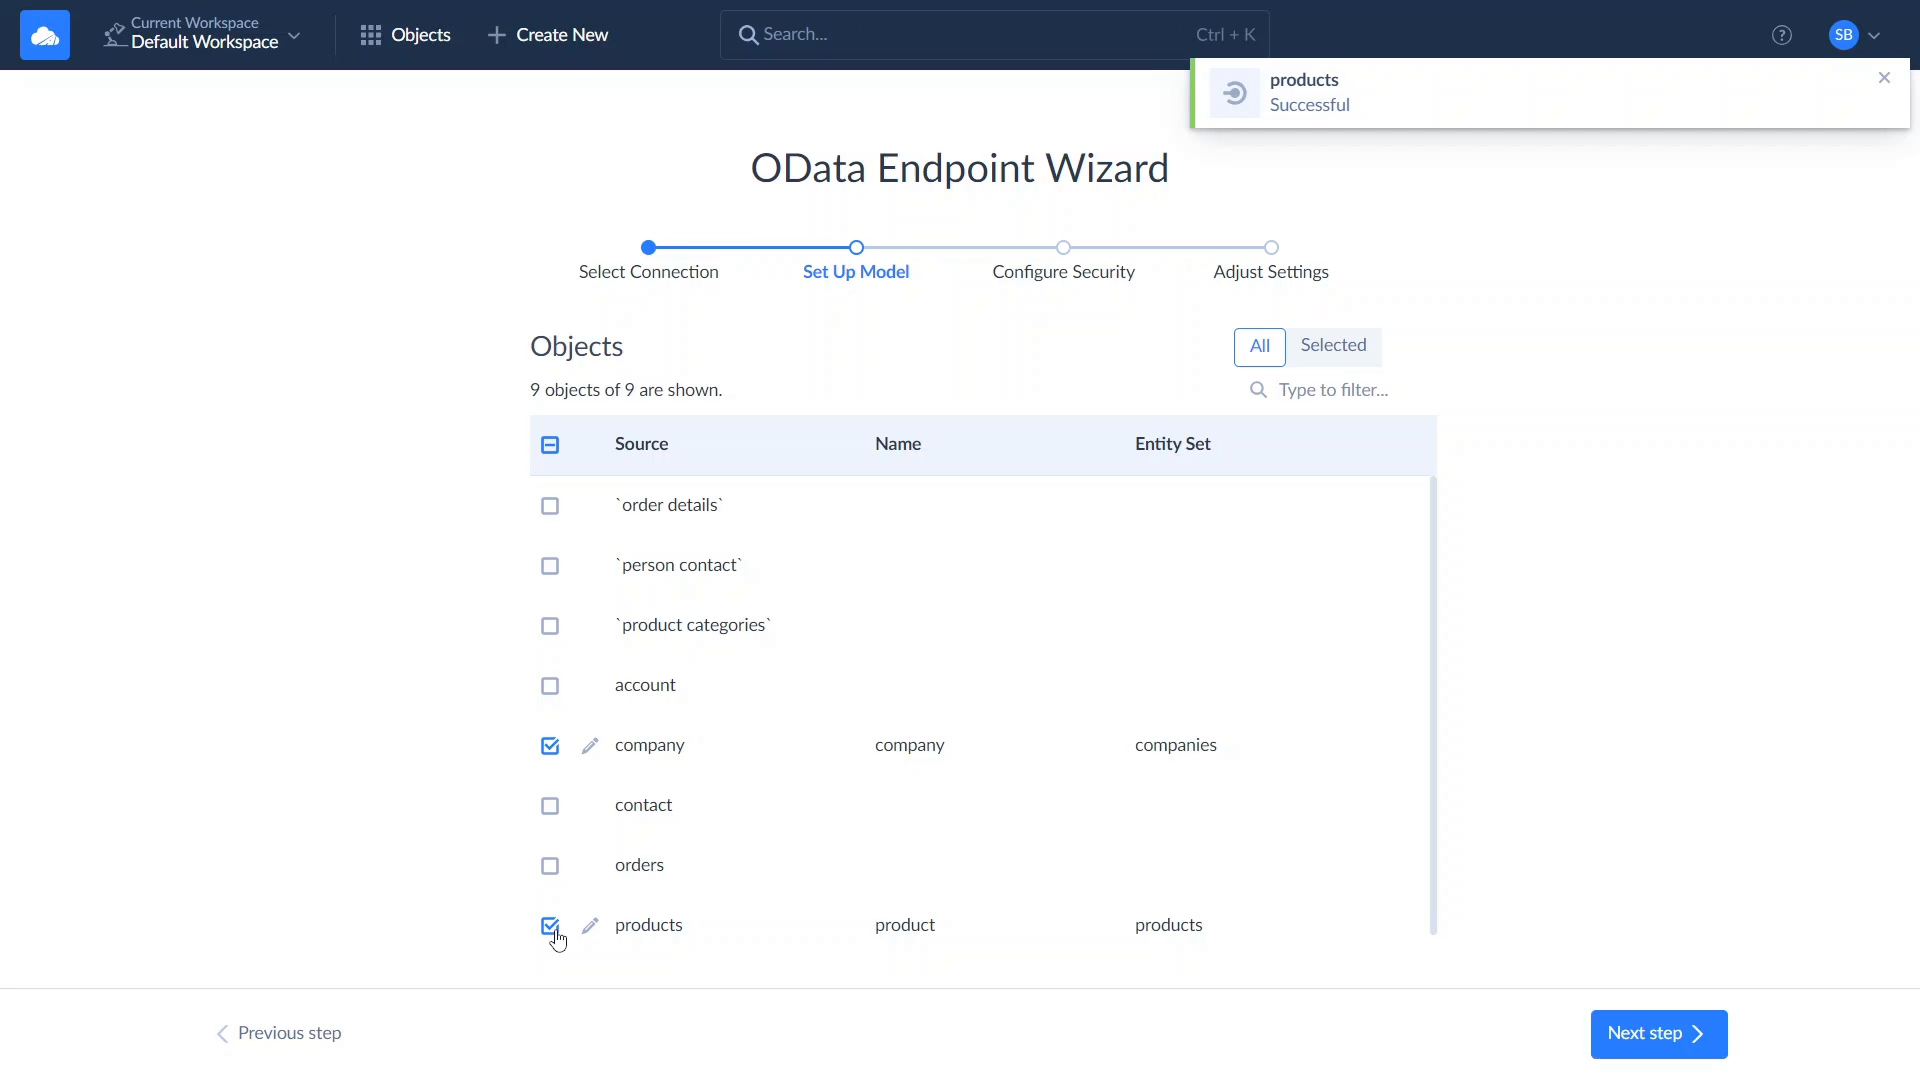 Current Workspace
Default Workspace
Objects
Create New
Search...
Ctrl + K
SB
products
Successful
OData Endpoint Wizard
Select Connection
Set Up Model
Configure Security
Adjust Settings
Objects
All
Selected
9 objects of 9 are shown.
Type to filter...
Source Name Entity Set
`order details`
`person contact`
`product categories`
account
company company companies
contact
orders
products product products
Previous step
Next step